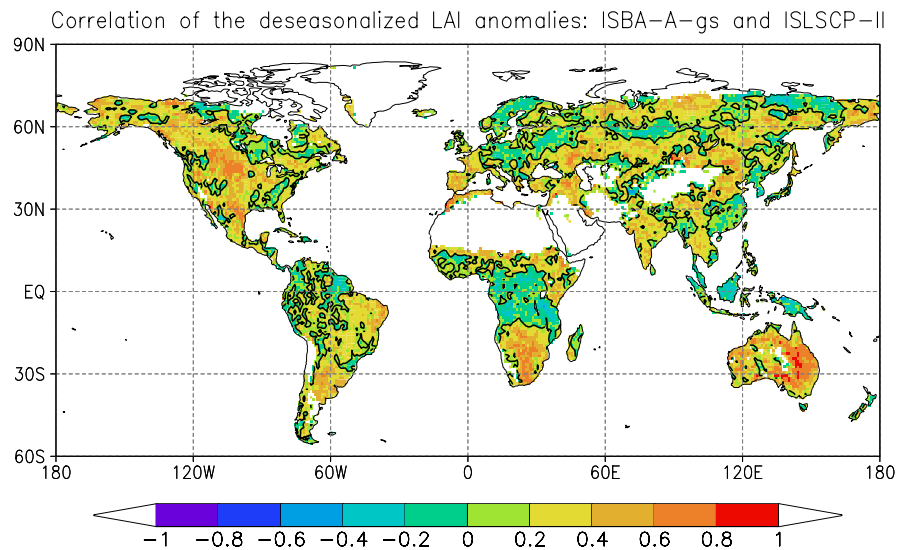 Correlation of the deseasonalized LAI anomalies: ISBA−A−gs and ISLSCP−II
90N
60N
30N
EQ
30S
60S
180 120W 60W 0 60E 120E 180
−1 −0.8 −0.6 −0.4 −0.2 0 0.2 0.4 0.6 0.8 1